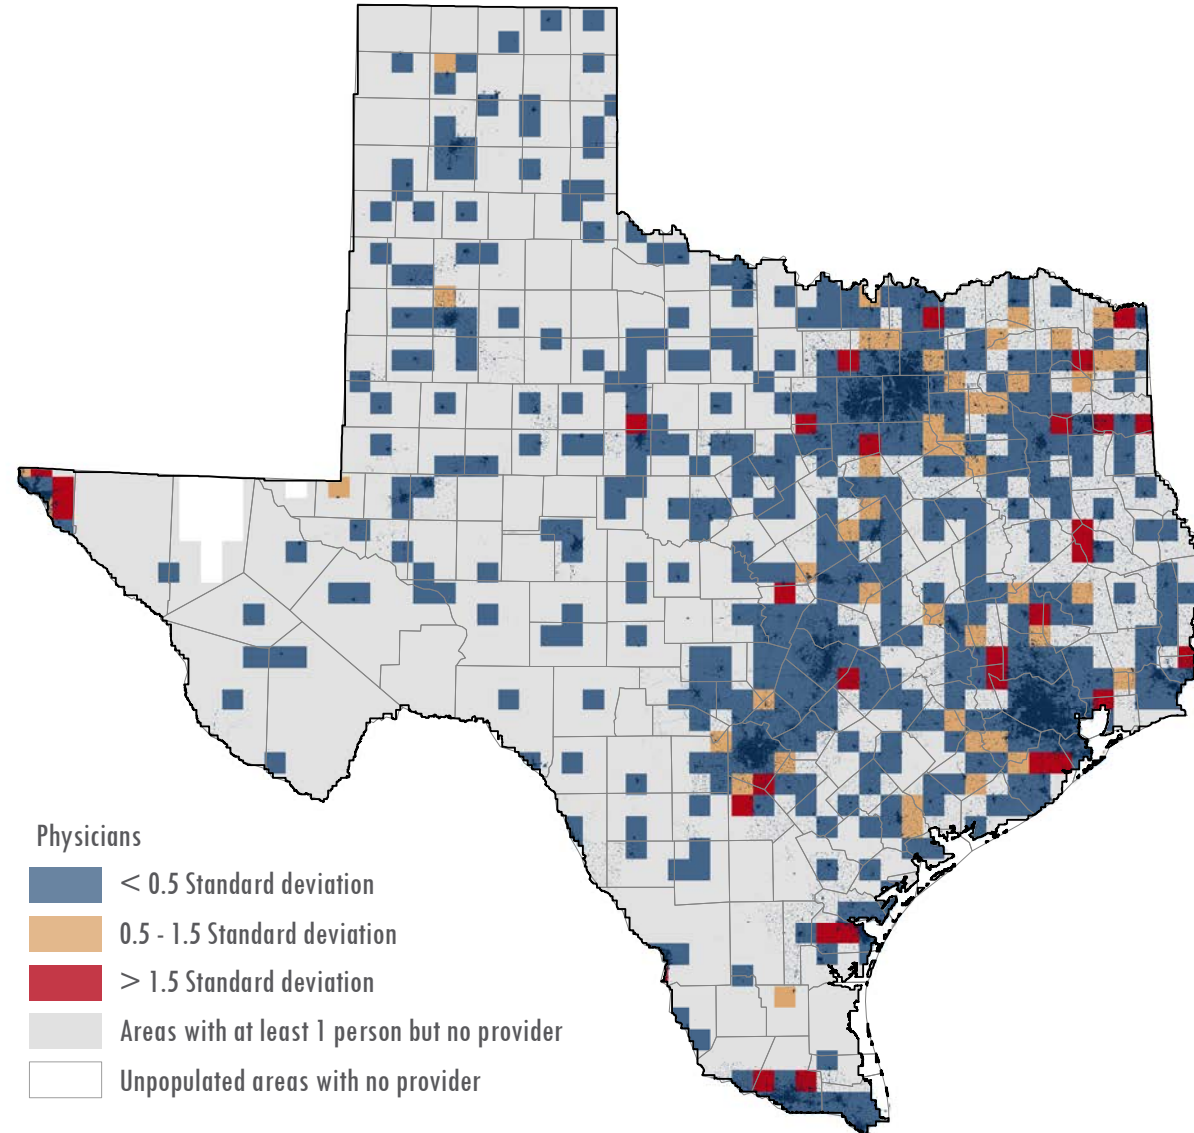 Physicians
< 0.5 Standard deviation
0.5 - 1.5 Standard deviation
> 1.5 Standard deviation
Areas with at least 1 person but no provider
Unpopulated areas with no provider